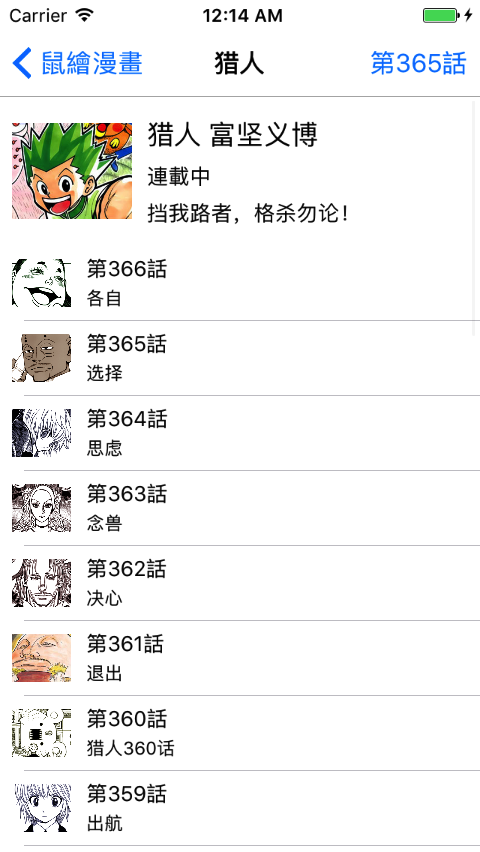 Carrier 12:14 AM
鼠繪漫畫 猎人 第365話
猎人 富坚义博
連載中
挡我路者，格杀勿论！
第366話
各自
第365話
选择
第364話
思虑
第363話
念兽
第362話
决心
第361話
退出
第360話
猎人360话
第359話
出航